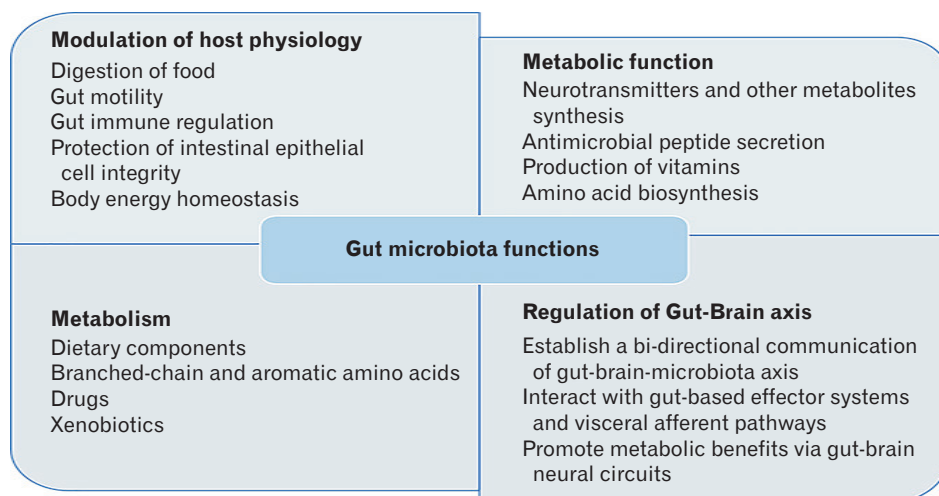 Modulation of host physiology
Digestion of food
Gut motility
Gut immune regulation
Protection of intestinal epithelial
cell integrity
Body energy homeostasis
Metabolic function
Neurotransmitters and other metabolites
synthesis
Antimicrobial peptide secretion
Production of vitamins
Amino acid biosynthesis
Gut microbiota functions
Metabolism
Dietary components
Branched-chain and aromatic amino acids
Drugs
Xenobiotics
Regulation of Gut-Brain axis
Establish a bi-directional communication
of gut-brain-microbiota axis
Interact with gut-based effector systems
and visceral afferent pathways
Promote metabolic benefits via gut-brain
neural circuits